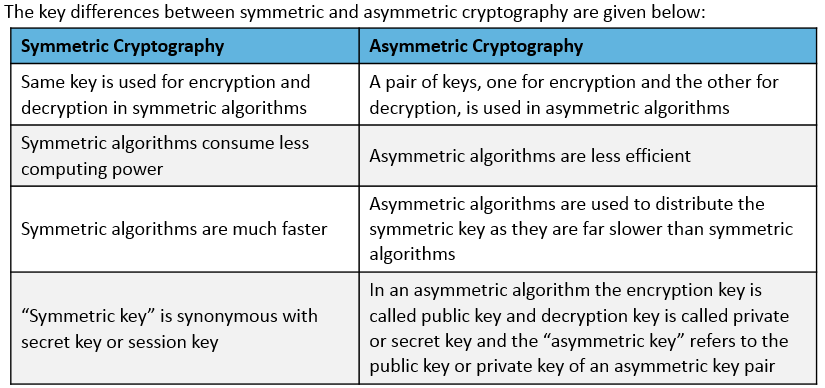 The key differences between symmetric and asymmetric cryptography are given below:
Symmetric Cryptography
Asymmetric Cryptography
Same key is used for encryption and
decryption in symmetric algorithms
A pair of keys, one for encryption and the other for
decryption, is used in asymmetric algorithms
Symmetric algorithms consume less
computing power
Asymmetric algorithms are less efficient
Symmetric algorithms are much faster
Asymmetric algorithms are used to distribute the
symmetric key as they are far slower than symmetric
algorithms
“Symmetric key” is synonymous with
secret key or session key
In an asymmetric algorithm the encryption key is
called public key and decryption key is called private
or secret key and the “asymmetric key” refers to the
public key or private key of an asymmetric key pair